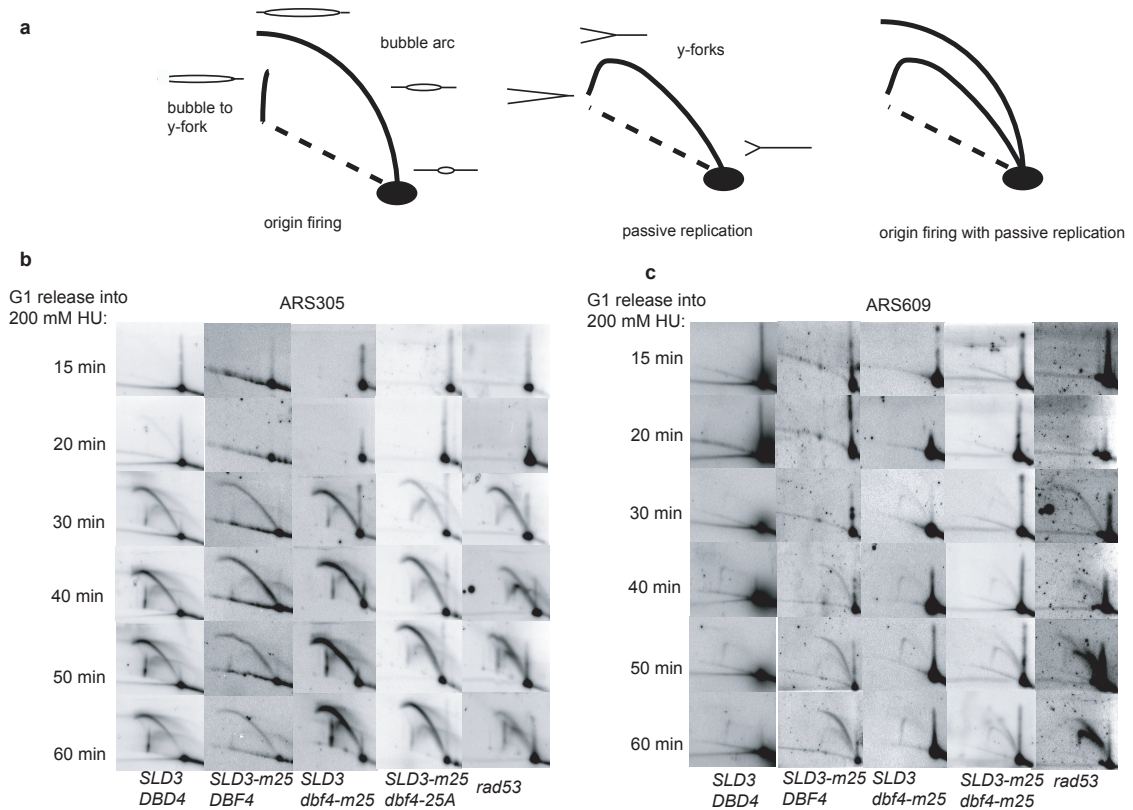 a
bubble arc
bubble to
y-fork
origin firing
y-forks
passive replication
origin firing with passive replication
b
G1 release into
200 mM HU:
ARS305
15 min
20 min
30 min
40 min
50 min
60 min
SLD3
DBD4
SLD3-m25
DBF4
SLD3
dbf4-m25
SLD3-m25
dbf4-25A
rad53
c
G1 release into
200 mM HU:
ARS609
15 min
20 min
30 min
40 min
50 min
60 min
SLD3
DBD4
SLD3-m25
DBF4
SLD3
dbf4-m25
SLD3-m25
dbf4-m25
rad53